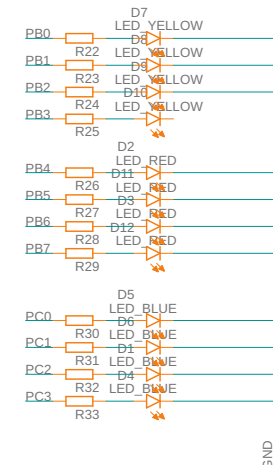 D7
LED_YELLOW
PB0
D8
R22
LED_YELLOW
PB1
D9
R23
LED_YELLOW
PB2
D10
R24
LED_YELLOW
PB3
R25
D2
LED_RED
PB4
D11
R26
LED_RED
PB5
D3
R27
LED_RED
PB6
D12
R28
LED_RED
PB7
R29
D5
LED_BLUE
PC0
D6
R30
LED_BLUE
PC1
D1
R31
LED_BLUE
PC2
D4
R32
LED_BLUE
PC3
R33
GND